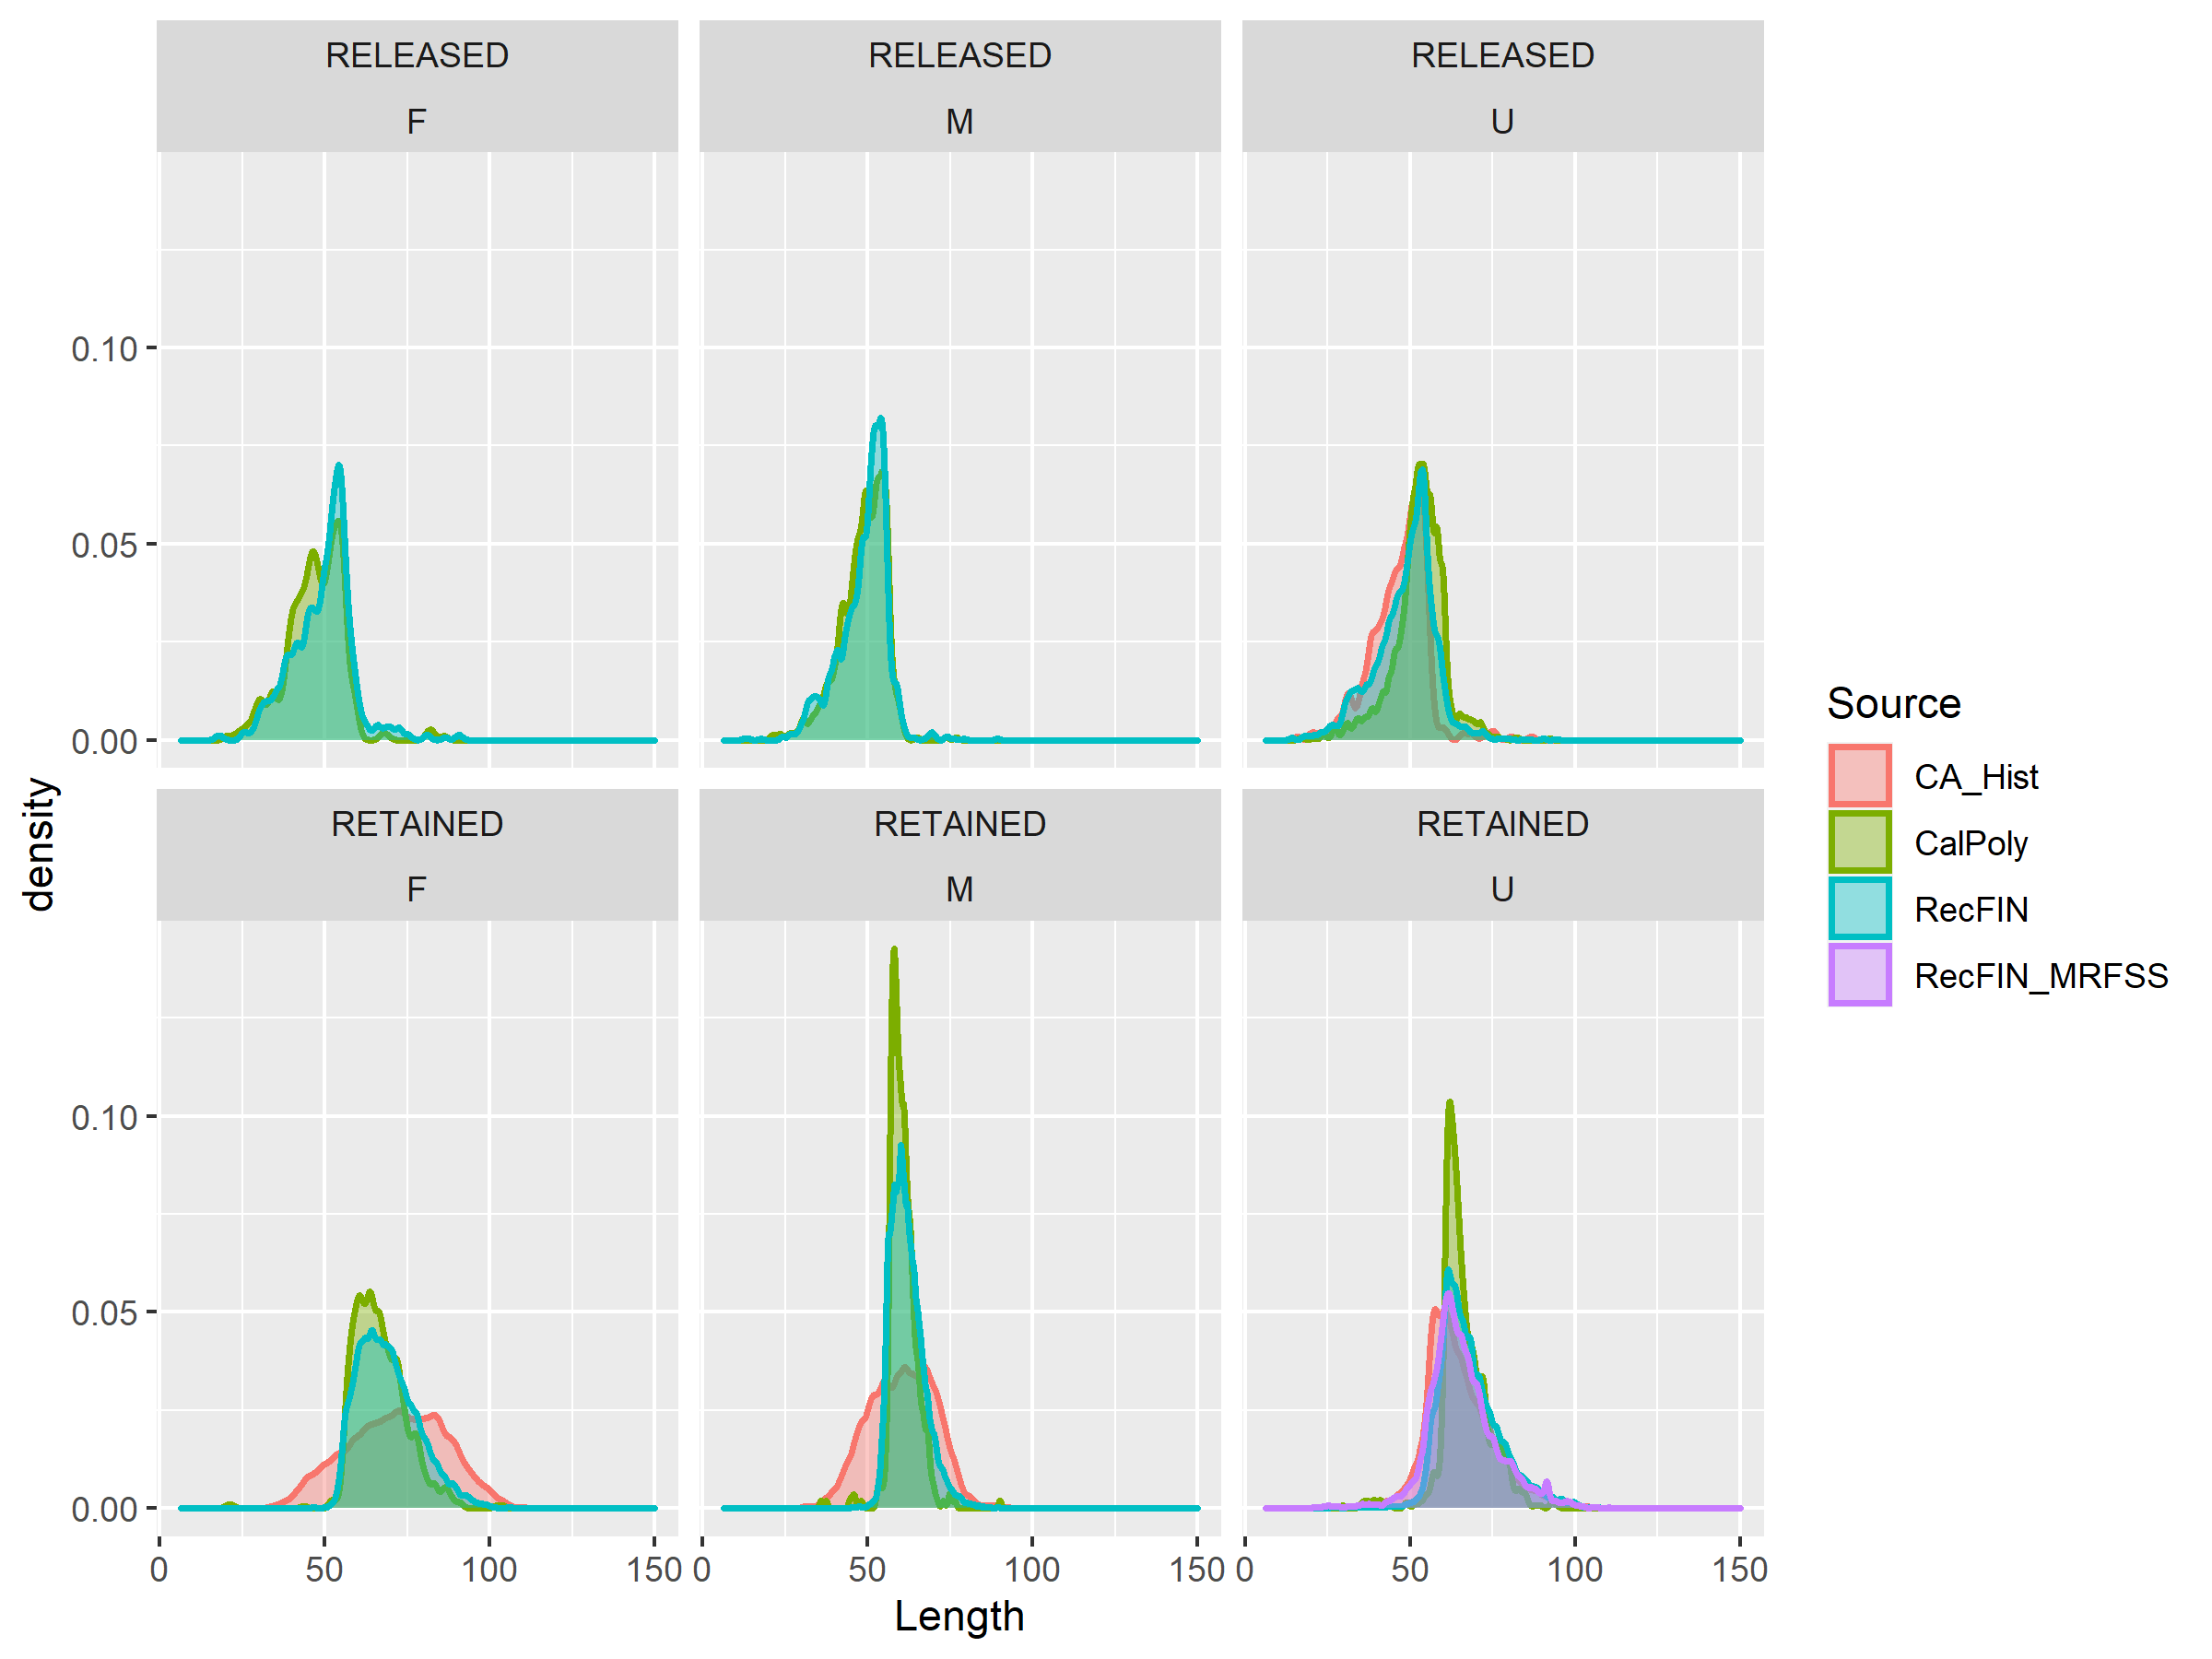 RELEASED RELEASED RELEASED
F M U
0.10
0.05
0.00
RETAINED RETAINED RETAINED
F M U
0.10
0.05
0.00
0 50 100 150 0 50 100 150 0 50 100 150
Length
density
Source
CA_Hist
CalPoly
RecFIN
RecFIN_MRFSS